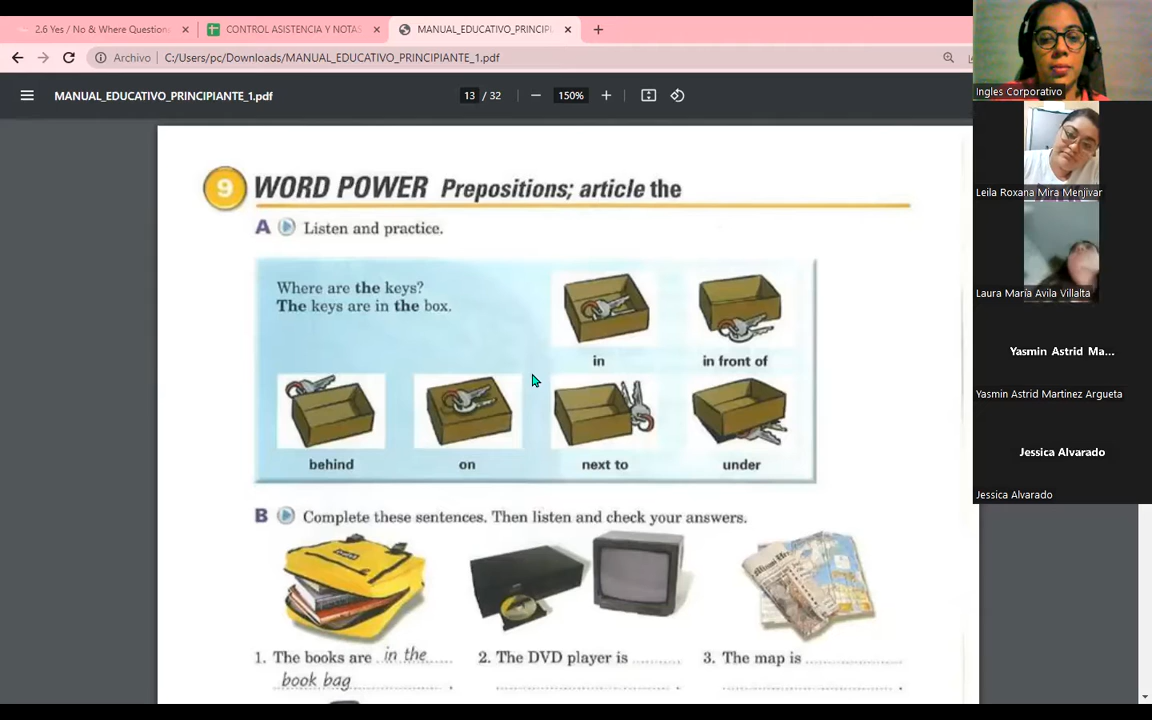 2.6 Yes / No & Where Question
CONTROL ASISTENCIA Y NOTAS
MANUAL_EDUCATIVO_PRINCIPI
Archivo
C:/Users/pc/Downloads/MANUAL_EDUCATIVO_PRINCIPIANTE_1.pdf
MANUAL_EDUCATIVO_PRINCIPIANTE_1.pdf
13 / 32
150%
9 WORD POWER Prepositions; article the
A Listen and practice.
Where are the keys?
The keys are in the box.
in
in front of
behind
on
next to
under
B Complete these sentences. Then listen and check your answers.
1. The books are in the
book bag .
2. The DVD player is ..........
.
3. The map is ....................
.
Ingles Corporativo
Leila Roxana Mira Menjivar
Laura María Avila Villalta
Yasmin Astrid Ma...
Yasmin Astrid Martinez Argueta
Jessica Alvarado
Jessica Alvarado